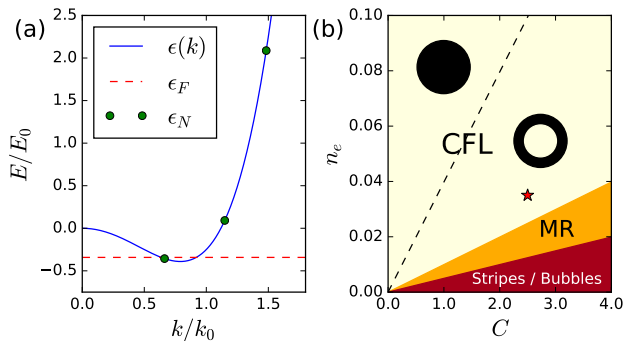 (a)
2.5
2.0
1.5
1.0
0.5
0.0
−0.5
E/E₀
ϵ(k)
ϵ_F
ϵ_N
0.0 0.5 1.0 1.5
k/k₀
(b)
0.10
0.08
0.06
0.04
0.02
0.00
nₑ
CFL
MR
Stripes / Bubbles
0.0 1.0 2.0 3.0 4.0
C